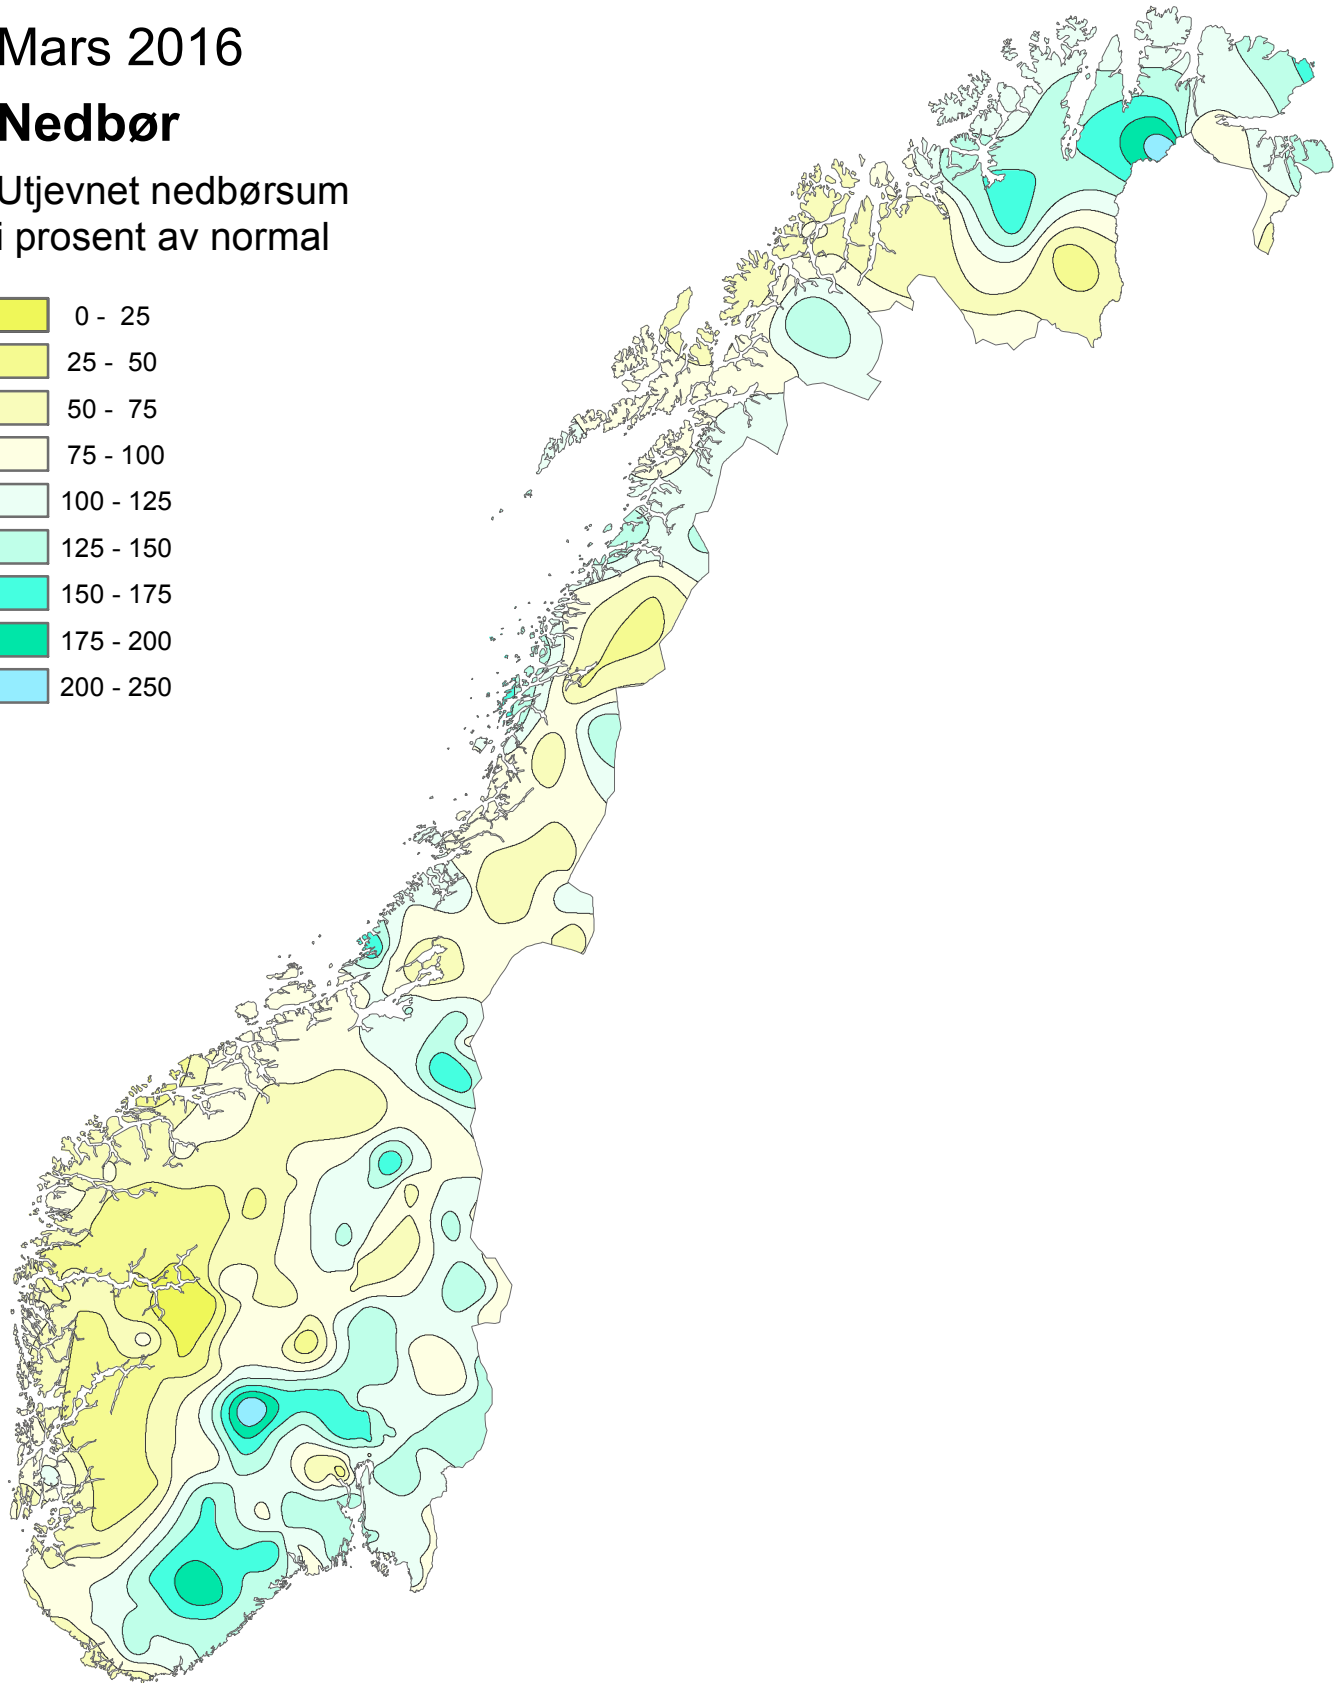 Mars 2016
Nedbør
Utjevnet nedbørsum
i prosent av normal
0 - 25
25 - 50
50 - 75
75 - 100
100 - 125
125 - 150
150 - 175
175 - 200
200 - 250